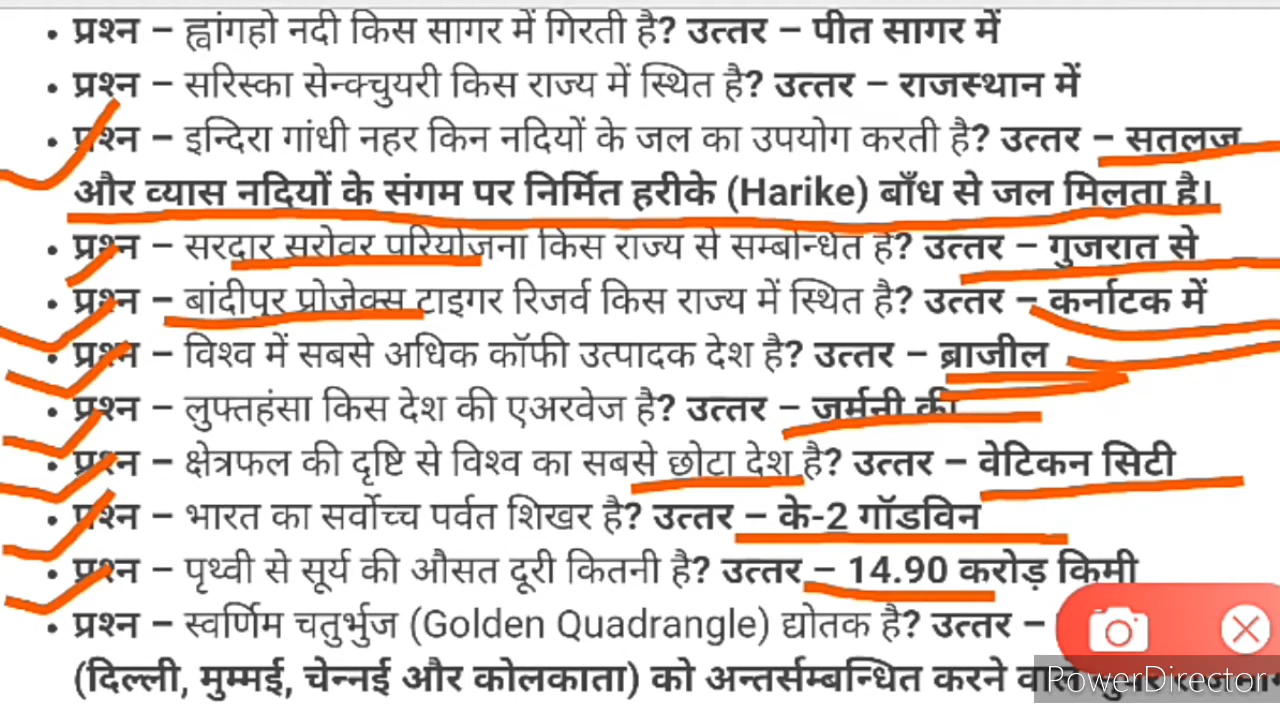 • प्रश्न – ह्वांगहो नदी किस सागर में गिरती है? उत्तर – पीत सागर में
• प्रश्न – सरिस्का सेन्क्चुयरी किस राज्य में स्थित है? उत्तर – राजस्थान में
• प्रश्न – इन्दिरा गांधी नहर किन नदियों के जल का उपयोग करती है? उत्तर – सतलज
और व्यास नदियों के संगम पर निर्मित हरीके (Harike) बाँध से जल मिलता है।
• प्रश्न – सरदार सरोवर परियोजना किस राज्य से सम्बन्धित है? उत्तर – गुजरात से
• प्रश्न – बांदीपुर प्रोजेक्स टाइगर रिजर्व किस राज्य में स्थित है? उत्तर – कर्नाटक में
• प्रश्न – विश्व में सबसे अधिक कॉफी उत्पादक देश है? उत्तर – ब्राजील
• प्रश्न – लुफ्तहंसा किस देश की एअरवेज है? उत्तर – जर्मनी की
• प्रश्न – क्षेत्रफल की दृष्टि से विश्व का सबसे छोटा देश है? उत्तर – वेटिकन सिटी
• प्रश्न – भारत का सर्वोच्च पर्वत शिखर है? उत्तर – के-2 गॉडविन
• प्रश्न – पृथ्वी से सूर्य की औसत दूरी कितनी है? उत्तर – 14.90 करोड़ किमी
• प्रश्न – स्वर्णिम चतुर्भुज (Golden Quadrangle) द्योतक है? उत्तर –
(दिल्ली, मुम्मई, चेन्नई और कोलकाता) को अन्तर्सम्बन्धित करने
PowerDirector